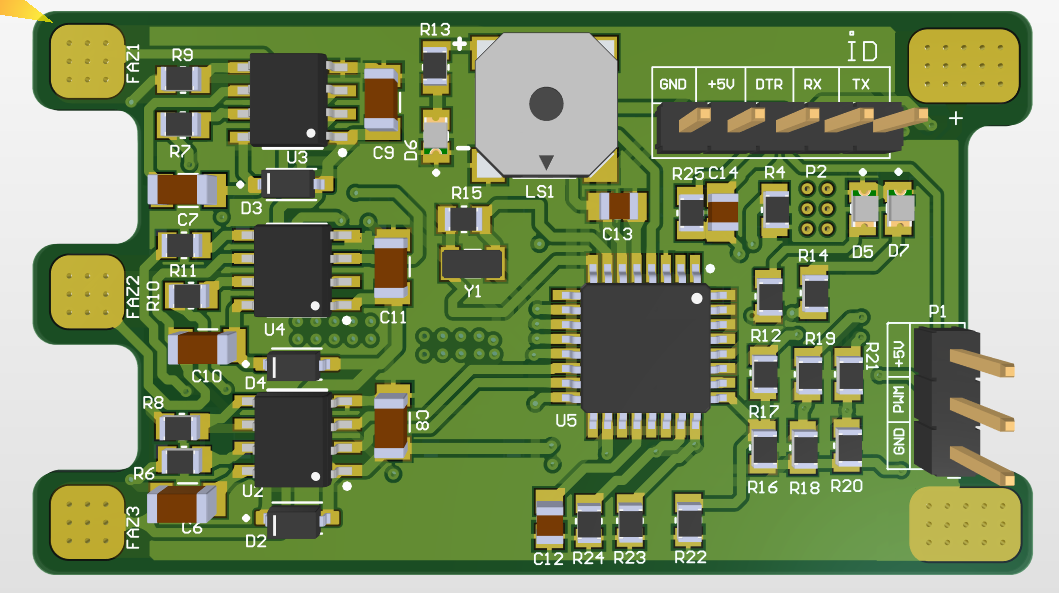 R13
+
ID
FAZ1
R9
GND +5V DTR RX TX
+
R7
U3
C9
D6
-
LS1
R25 C14 R4 P2
R15
D3
C7
C13
D5 D7
R11
R14
FAZ2
R10
Y1
U4
C11
P1
R12 R19
R21
+5V
C10
D4
PWM
R8
C8
R17
U5
GND
R6
R16 R18 R20
-
U2
C6
FAZ3
D2
C12 R24 R23 R22